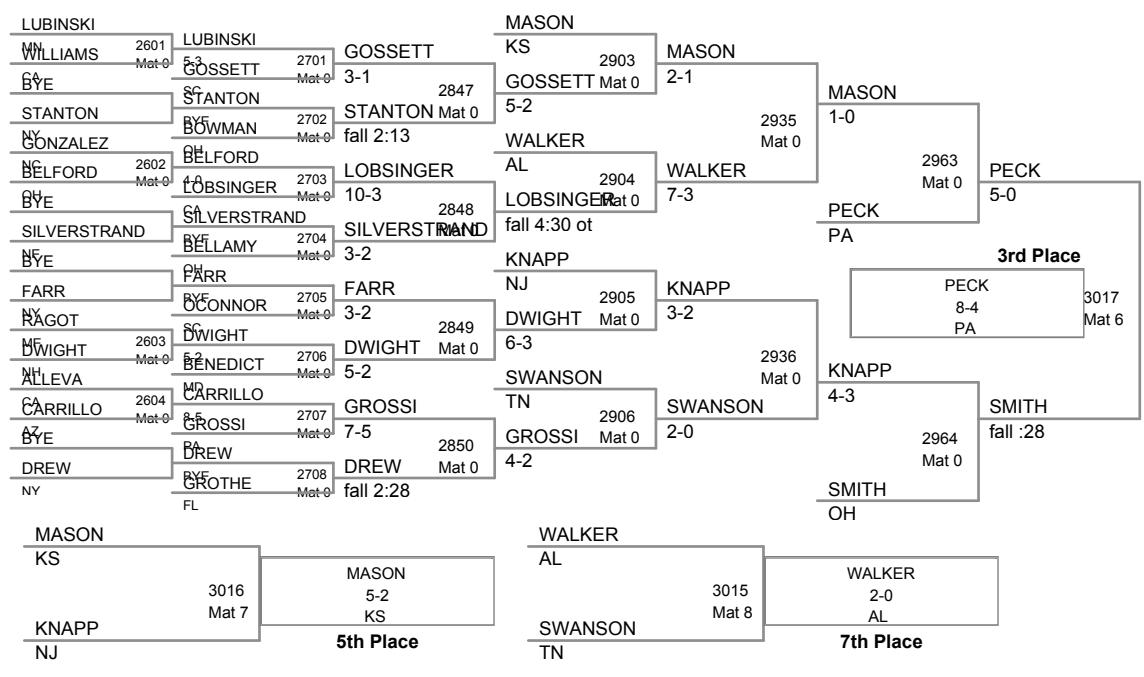 LUBINSKI
MN
WILLIAMS
CA
2601
Mat 0
BYE
STANTON
NY
GONZALEZ
NC
BELFORD
OH
2602
Mat 0
BYE
SILVERSTRAND
NE
BYE
FARR
NY
RAGOT
ME
DWIGHT
NH
2603
Mat 0
ALLEVA
CA
CARRILLO
AZ
2604
Mat 0
BYE
DREW
NY
LUBINSKI
5-3
GOSSETT
SC
2701
Mat 0
STANTON
BYE
BOWMAN
OH
2702
Mat 0
BELFORD
4-0
LOBSINGER
CA
2703
Mat 0
SILVERSTRAND
BYE
BELLAMY
OH
2704
Mat 0
FARR
BYE
OCONNOR
SC
2705
Mat 0
DWIGHT
5-2
BENEDICT
MD
2706
Mat 0
CARRILLO
8-5
GROSSI
PA
2707
Mat 0
DREW
BYE
GROTHE
FL
2708
Mat 0
GOSSETT
3-1
2847
Mat 0
STANTON
fall 2:13
LOBSINGER
10-3
2848
Mat 0
SILVERSTRAND
3-2
FARR
3-2
2849
Mat 0
DWIGHT
5-2
GROSSI
7-5
2850
Mat 0
DREW
fall 2:28
MASON
KS
2903
Mat 0
GOSSETT
5-2
WALKER
AL
2904
Mat 0
LOBSINGER
fall 4:30 ot
KNAPP
NJ
2905
Mat 0
DWIGHT
6-3
SWANSON
TN
2906
Mat 0
GROSSI
4-2
MASON
2-1
2935
Mat 0
WALKER
7-3
KNAPP
3-2
2936
Mat 0
SWANSON
2-0
MASON
1-0
2963
Mat 0
PECK
PA
KNAPP
4-3
2964
Mat 0
SMITH
OH
PECK
5-0
3rd Place
PECK
8-4
PA
3017
Mat 6
SMITH
fall :28
MASON
KS
3016
Mat 7
KNAPP
NJ
MASON
5-2
KS
5th Place
WALKER
AL
3015
Mat 8
SWANSON
TN
WALKER
2-0
AL
7th Place